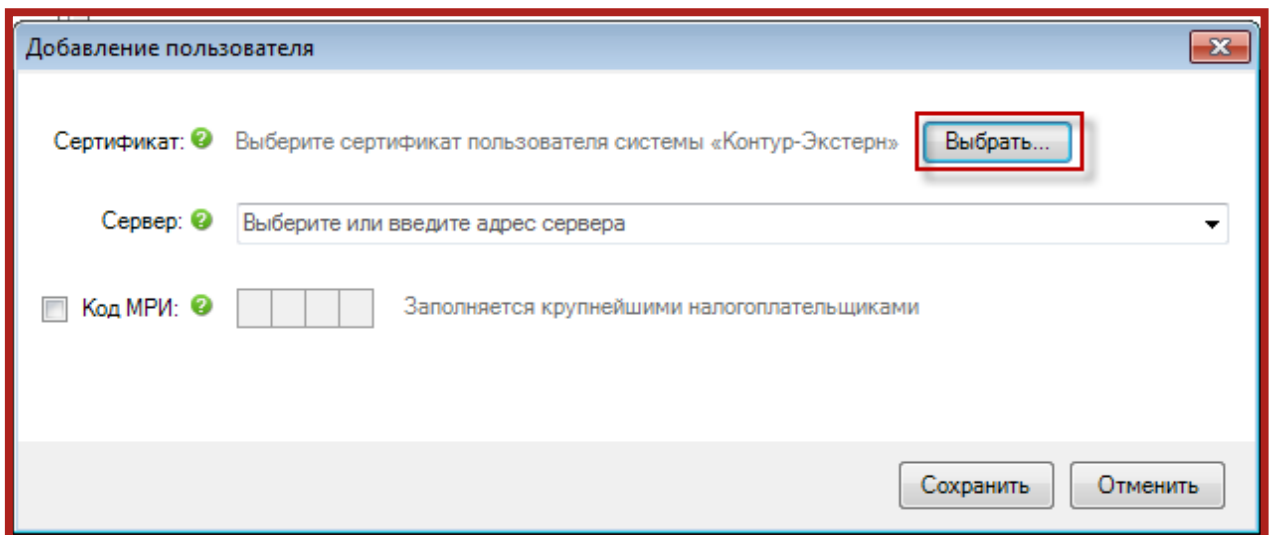 Добавление пользователя
Сертификат: Выберите сертификат пользователя системы «Контур-Экстерн» Выбрать...
Сервер: Выберите или введите адрес сервера
Код МРИ: Заполняется крупнейшими налогоплательщиками
Сохранить Отменить